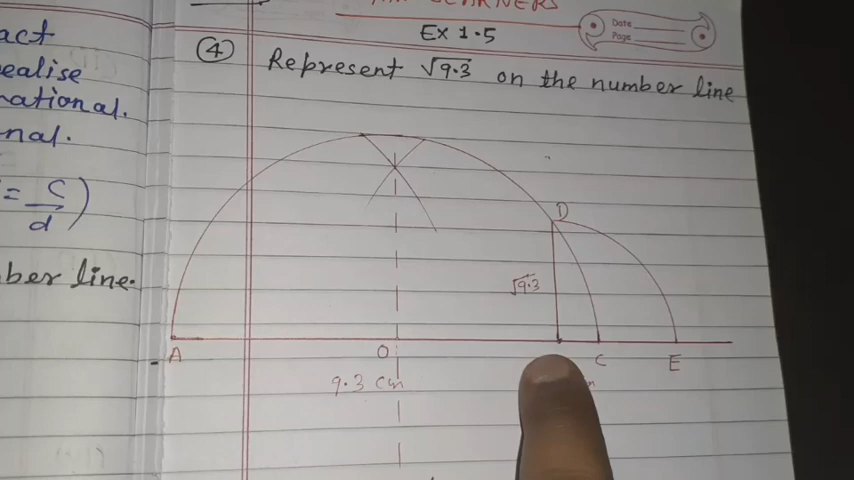 act
ealise
national.
nal.
= c/d )
ber line.
Date
Page
Ex 1.5
(4) Represent √9.3 on the number line
D
√9.3
A
O
C
E
9.3 cm